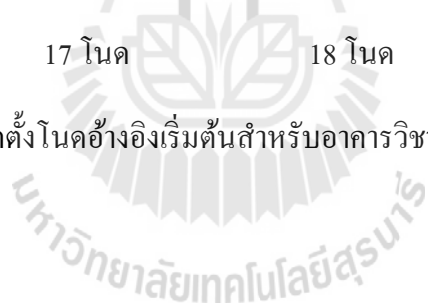 17 โนด 18 โนด
ตั้งโนดอ้างอิงเริ่มต้นสำหรับอาคารวิชา
มหาวิทยาลัยเทคโนโลยีสุรนารี